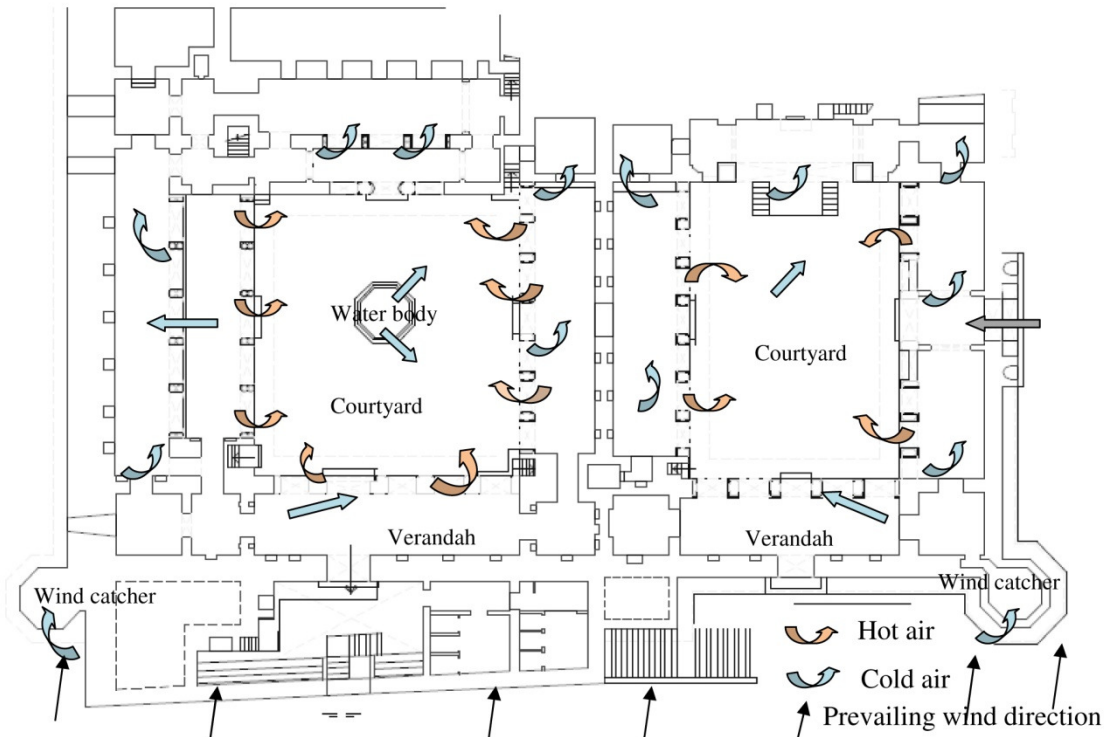 Water body
Courtyard
Courtyard
Verandah
Verandah
Wind catcher
Wind catcher
Hot air
Cold air
Prevailing wind direction